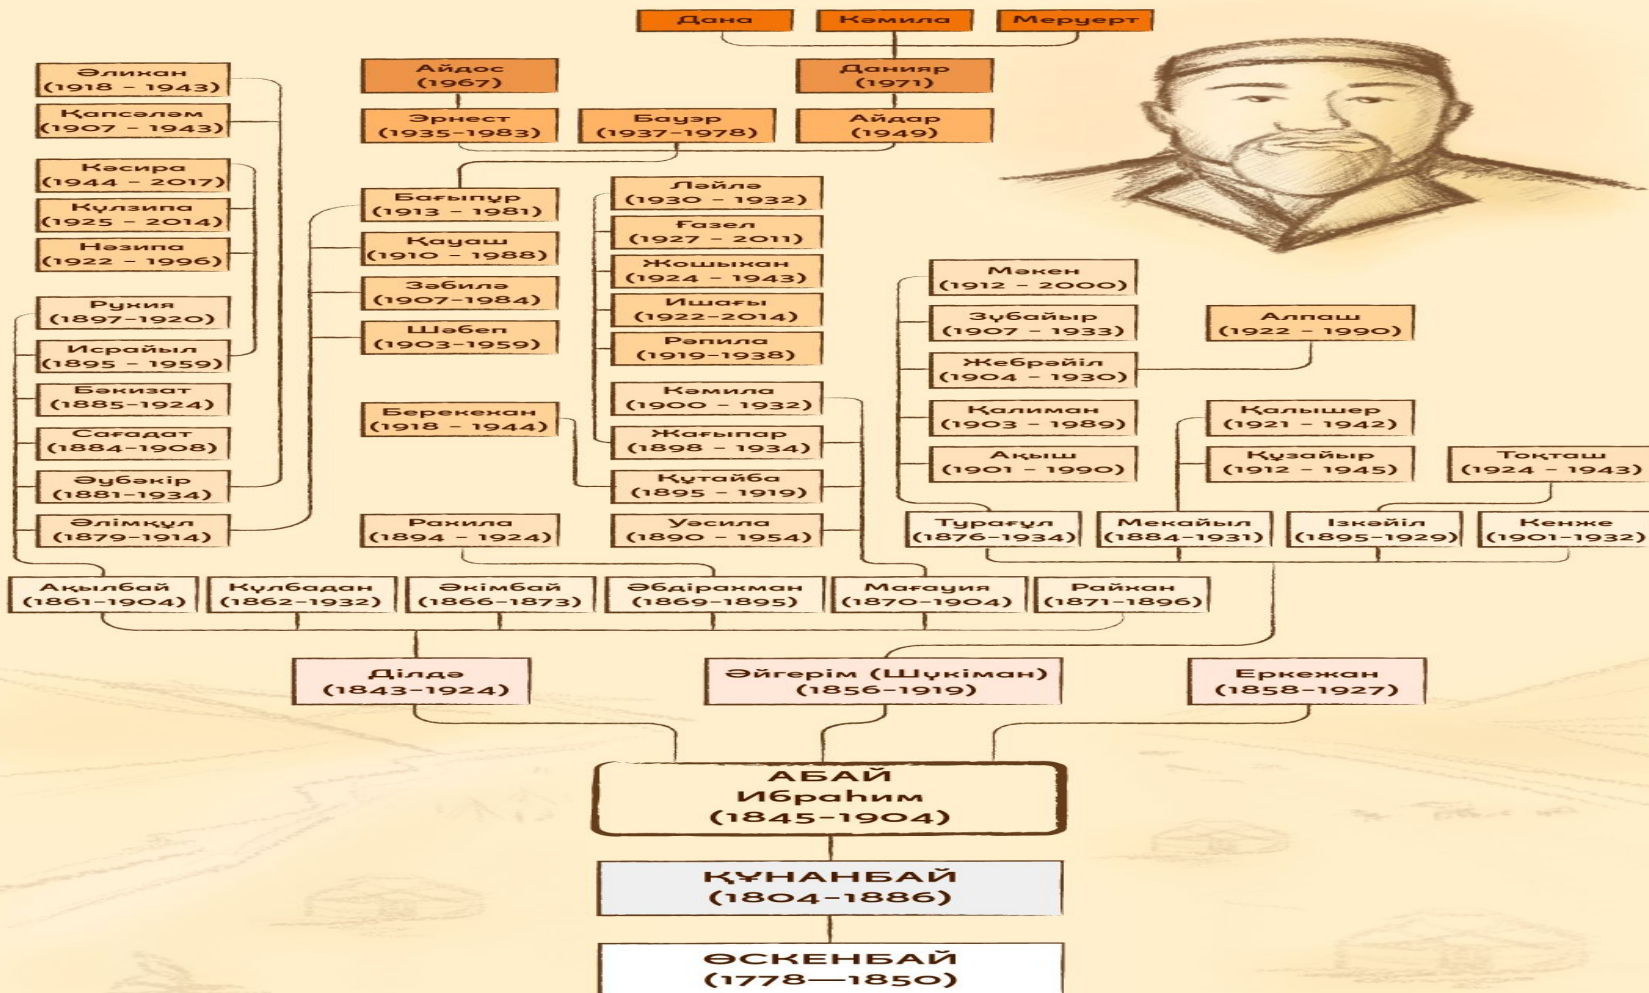 Дана
Кәмила
Меруерт
Әлихан
(1918 - 1943)
Қапсәләм
(1907 - 1943)
Кәсира
(1944 - 2017)
Күлзипа
(1925 - 2014)
Нәзипа
(1922 - 1996)
Рухия
(1897-1920)
Исрайыл
(1895 - 1959)
Бәкизат
(1885-1924)
Сағадат
(1884-1908)
Әубәкір
(1881-1934)
Әлімқұл
(1879-1914)
Айдос
(1967)
Данияр
(1971)
Эрнест
(1935-1983)
Бауэр
(1937-1978)
Айдар
(1949)
Бағыпұр
(1913 - 1981)
Қауаш
(1910 - 1988)
Зәбилә
(1907-1984)
Шәбеп
(1903-1959)
Берекехан
(1918 - 1944)
Рахила
(1894 - 1924)
Ләйлә
(1930 - 1932)
Ғазел
(1927 - 2011)
Жошыхан
(1924 - 1943)
Ишағы
(1922-2014)
Рәпила
(1919-1938)
Кәмила
(1900 - 1932)
Жағыпар
(1898 - 1934)
Құтайба
(1895 - 1919)
Уәсила
(1890 - 1954)
Мәкен
(1912 - 2000)
Зұбайыр
(1907 - 1933)
Жебрәйіл
(1904 - 1930)
Қалиман
(1903 - 1989)
Ақыш
(1901 - 1990)
Алпаш
(1922 - 1990)
Қалышер
(1921 - 1942)
Құзайыр
(1912 - 1945)
Тоқташ
(1924 - 1943)
Тұрағұл
(1876-1934)
Мекайыл
(1884-1931)
Ізкәйіл
(1895-1929)
Кенже
(1901-1932)
Ақылбай
(1861-1904)
Күлбадан
(1862-1932)
Әкімбай
(1866-1873)
Әбдірахман
(1869-1895)
Мағауия
(1870-1904)
Райхан
(1871-1896)
Ділдә
(1843-1924)
Әйгерім (Шүкіман)
(1856-1919)
Еркежан
(1858-1927)
АБАЙ
Ибраһим
(1845-1904)
ҚҰНАНБАЙ
(1804-1886)
ӨСКЕНБАЙ
(1778—1850)